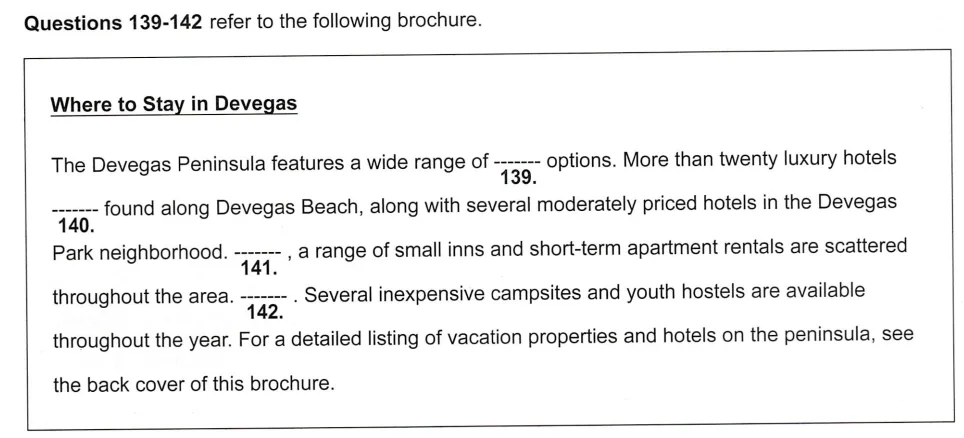 Questions 139-142 refer to the following brochure.
Where to Stay in Devegas
The Devegas Peninsula features a wide range of ------- options. More than twenty luxury hotels
139.
------- found along Devegas Beach, along with several moderately priced hotels in the Devegas
140.
Park neighborhood. ------- , a range of small inns and short-term apartment rentals are scattered
141.
throughout the area. ------- . Several inexpensive campsites and youth hostels are available
142.
throughout the year. For a detailed listing of vacation properties and hotels on the peninsula, see
the back cover of this brochure.